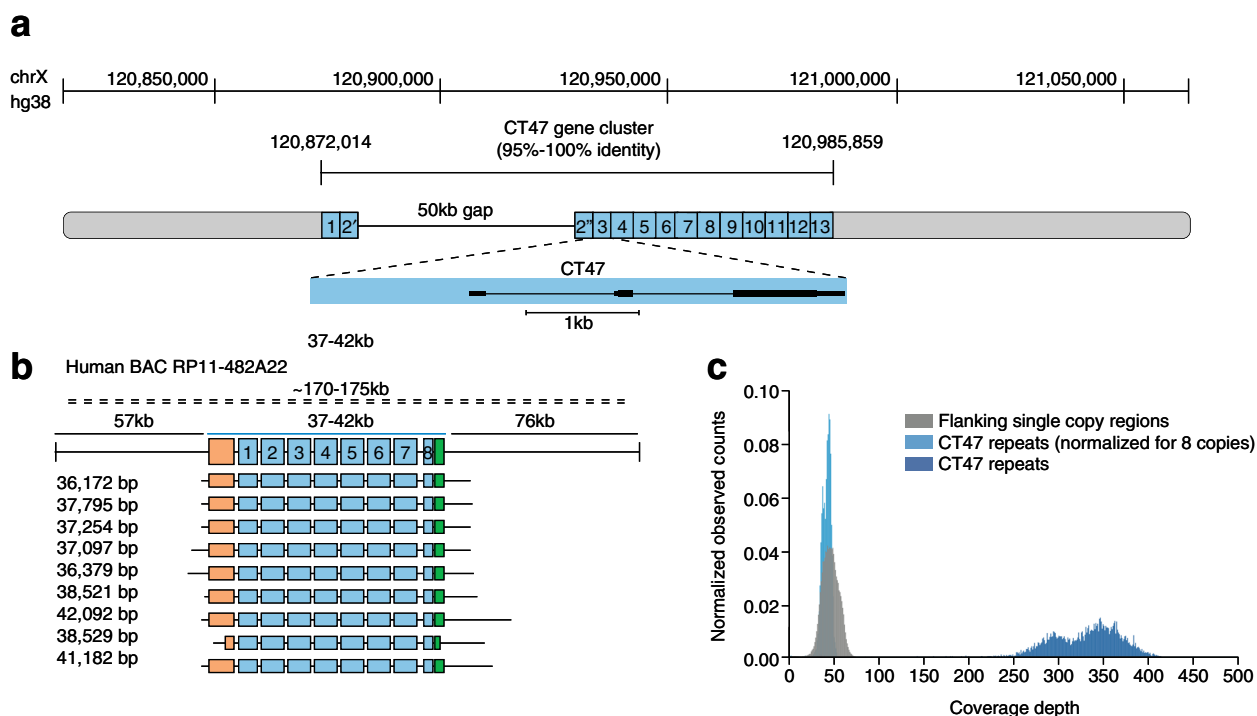 a
chrX
hg38
120,850,000 120,900,000 120,950,000 121,000,000 121,050,000
CT47 gene cluster
(95%-100% identity)
120,872,014 120,985,859
50kb gap
1 2′ 2” 3 4 5 6 7 8 9 10 11 12 13
CT47
1kb
37-42kb
b
Human BAC RP11-482A22
~170-175kb
57kb 37-42kb 76kb
1 2 3 4 5 6 7 8
36,172 bp
37,795 bp
37,254 bp
37,097 bp
36,379 bp
38,521 bp
42,092 bp
38,529 bp
41,182 bp
c
Normalized observed counts
0.10
0.08
0.06
0.04
0.02
0.00
Flanking single copy regions
CT47 repeats (normalized for 8 copies)
CT47 repeats
0 50 100 150 200 250 300 350 400 450 500
Coverage depth